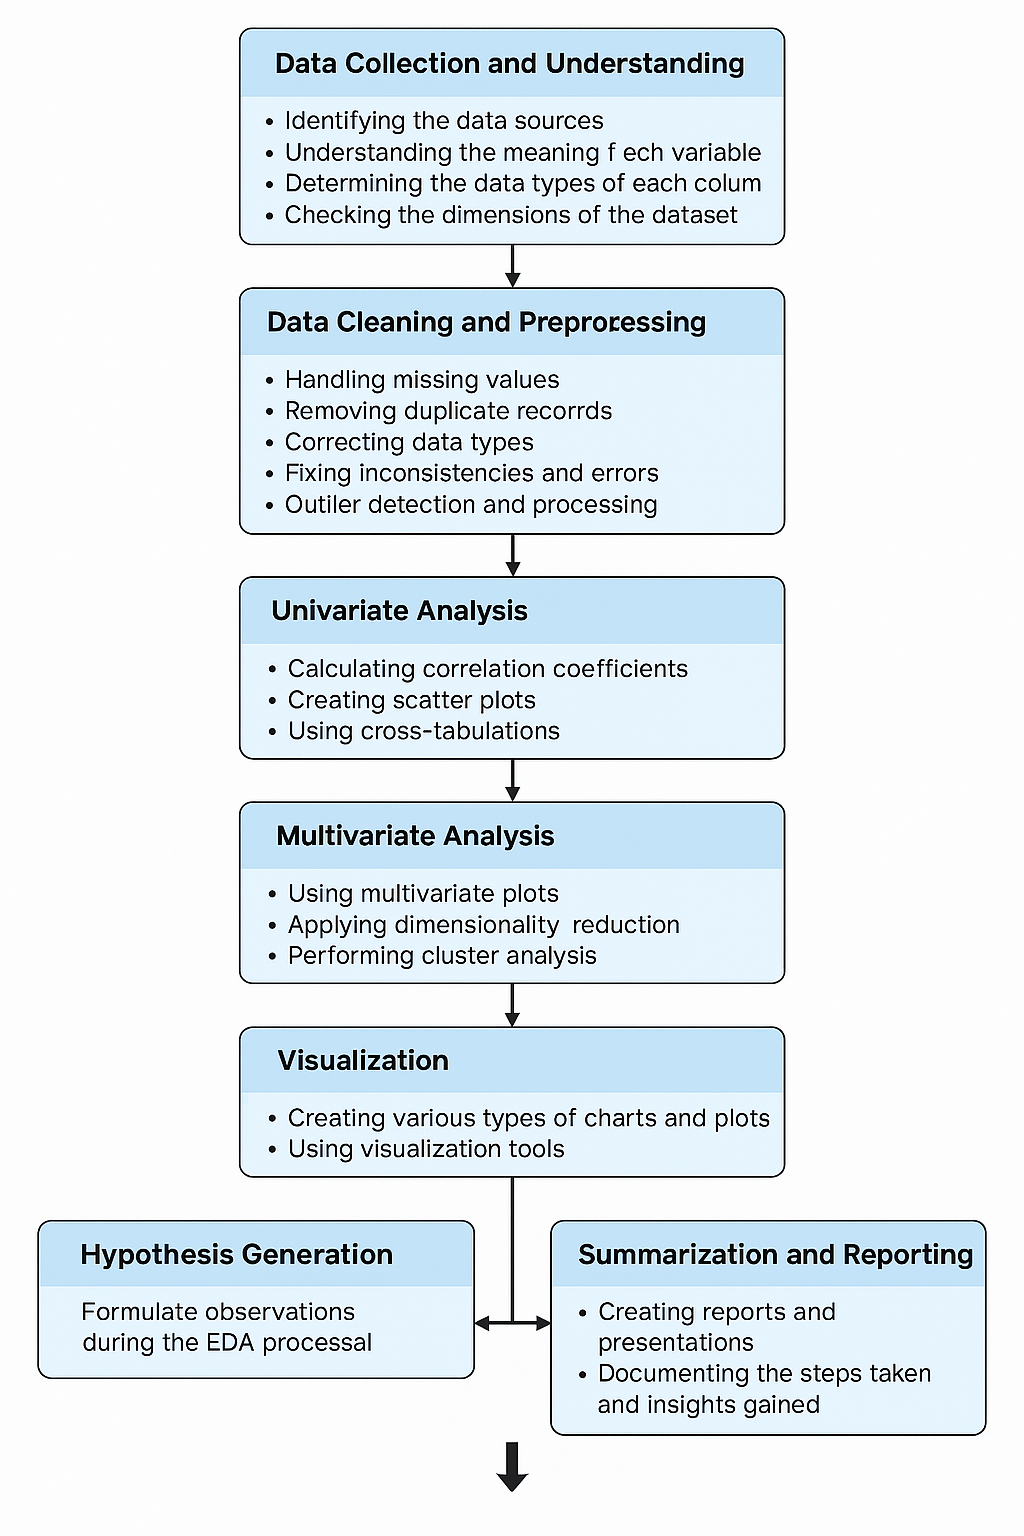 Data Collection and Understanding
• Identifying the data sources
• Understanding the meaning f ech variable
• Determining the data types of each colum
• Checking the dimensions of the dataset
Data Cleaning and Preprocessing
• Handling missing values
• Removing duplicate recorrds
• Correcting data types
• Fixing inconsistencies and errors
• Outiler detection and processing
Univariate Analysis
• Calculating correlation coefficients
• Creating scatter plots
• Using cross-tabulations
Multivariate Analysis
• Using multivariate plots
• Applying dimensionality reduction
• Performing cluster analysis
Visualization
• Creating various types of charts and plots
• Using visualization tools
Hypothesis Generation
Formulate observations
during the EDA processal
Summarization and Reporting
• Creating reports and
presentations
• Documenting the steps taken
and insights gained